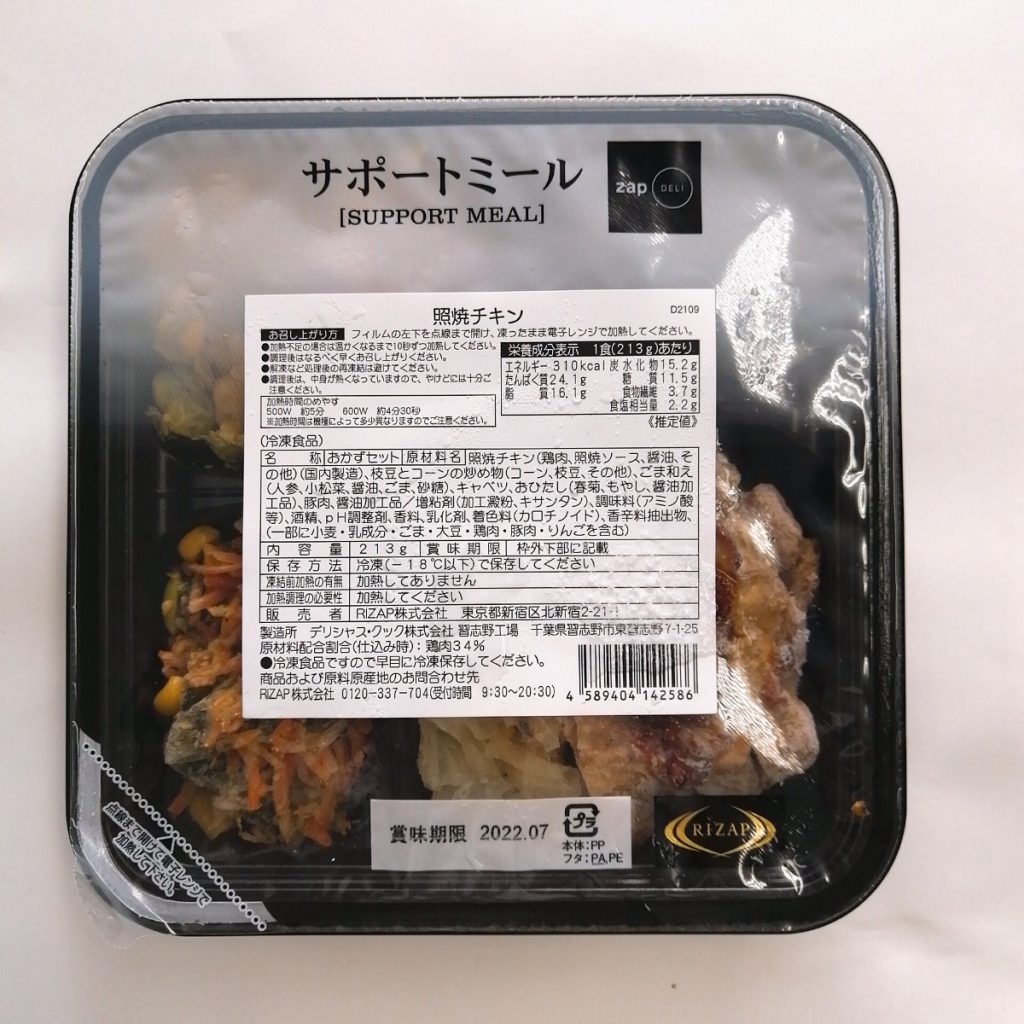 サポートミール
[SUPPORT MEAL]
zap DELI
照焼チキン
D2109
お召し上がり方 フィルムの左下を点線まで開け、凍ったまま電子レンジで加熱してください。
●加熱不足の場合は温かくなるまで10秒ずつ加熱してください。
●調理後はなるべく早くお召し上がりください。
●解凍など処理後の再凍結は避けてください。
●調理後は、中身が熱くなっていますので、やけどには十分ご
注意ください。
加熱時間のめやす
500W 約5分 600W 約4分30秒
※加熱時間は機種によって多少異なりますのでご注意ください。
栄養成分表示 1食(213g)あたり
エネルギー 310kcal 炭水化物 15.2g
たんぱく質 24.1g 糖質 11.5g
脂質 16.1g 食物繊維 3.7g
食塩相当量 2.2g
《推定値》
(冷凍食品)
名称 おかずセット 原材料名 照焼チキン(鶏肉、照焼ソース、醤油、そ
の他)(国内製造)、枝豆とコーンの炒め物(コーン、枝豆、その他)、ごま和え
(人参、小松菜、醤油、ごま、砂糖)、キャベツ、おひたし(春菊、もやし、醤油加
工品)、豚肉、醤油加工品／増粘剤(加工澱粉、キサンタン)、調味料(アミノ酸
等)、酒精、pH調整剤、香料、乳化剤、着色料(カロチノイド)、香辛料抽出物、
(一部に小麦・乳成分・ごま・大豆・鶏肉・豚肉・りんごを含む)
内容量 213g 賞味期限 枠外下部に記載
保存方法 冷凍(－18℃以下)で保存してください
凍結前加熱の有無 加熱してありません
加熱調理の必要性 加熱してください
販売者 RIZAP株式会社 東京都新宿区北新宿2-21-1
製造所 デリシャス・クック株式会社 習志野工場 千葉県習志野市東習志野7-1-25
原材料配合割合(仕込み時)：鶏肉34%
●冷凍食品ですので早目に冷凍保存してください。
商品および原料原産地のお問合わせ先
RIZAP株式会社 0120-337-704(受付時間 9:30～20:30)
4 589404 142586
賞味期限 2022.07
プラ
本体：PP
フタ：PA,PE
RIZAP
点線まで開けて電子レンジで
加熱して下さい。